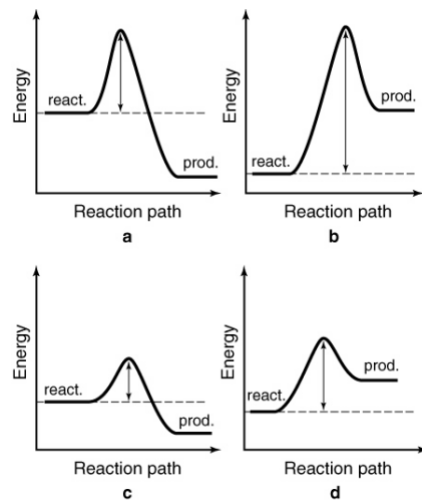 Energy
react.
prod.
Reaction path
a
Energy
react.
prod.
Reaction path
b
Energy
react.
prod.
Reaction path
c
Energy
react.
prod.
Reaction path
d